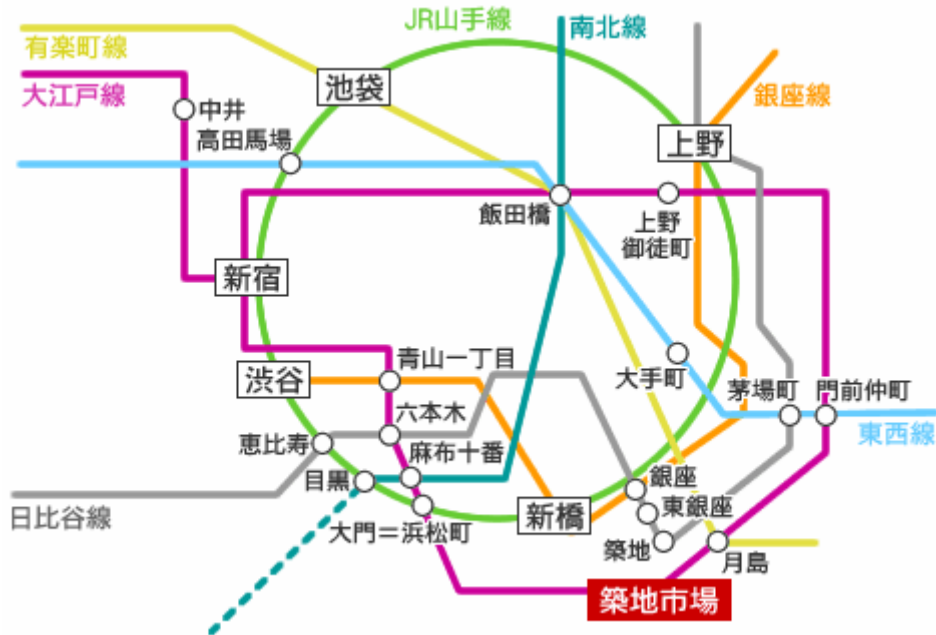 JR山手線
南北線
有楽町線
大江戸線
池袋
銀座線
中井
高田馬場
上野
飯田橋
上野
御徒町
新宿
渋谷
青山一丁目
大手町
茅場町
門前仲町
六本木
東西線
恵比寿
麻布十番
目黒
銀座
東銀座
日比谷線
大門=浜松町
新橋
築地
月島
築地市場